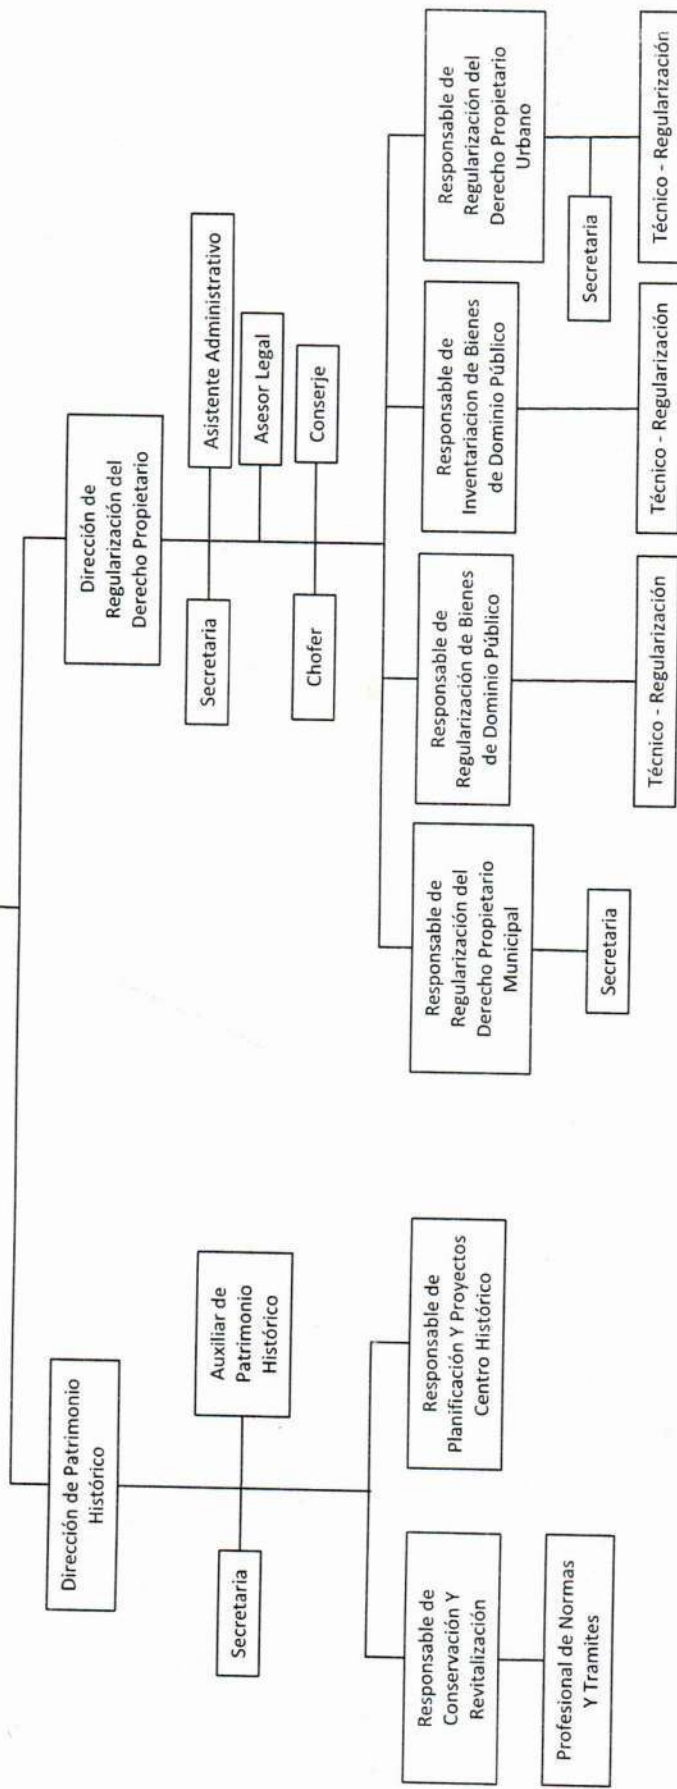 Dirección de Patrimonio
Histórico
Secretaria
Auxiliar de
Patrimonio
Histórico
Responsable de
Conservación Y
Revitalización
Responsable de
Planificación Y Proyectos
Centro Histórico
Profesional de Normas
Y Tramites
Dirección de
Regularización del
Derecho Propietario
Secretaria
Asistente Administrativo
Asesor Legal
Chofer
Conserje
Responsable de
Regularización del
Derecho Propietario
Municipal
Responsable de
Regularización de Bienes
de Dominio Público
Responsable de
Inventariacion de Bienes
de Dominio Público
Responsable de
Regularización del
Derecho Propietario
Urbano
Secretaria
Secretaria
Técnico - Regularización
Técnico - Regularización
Técnico - Regularización